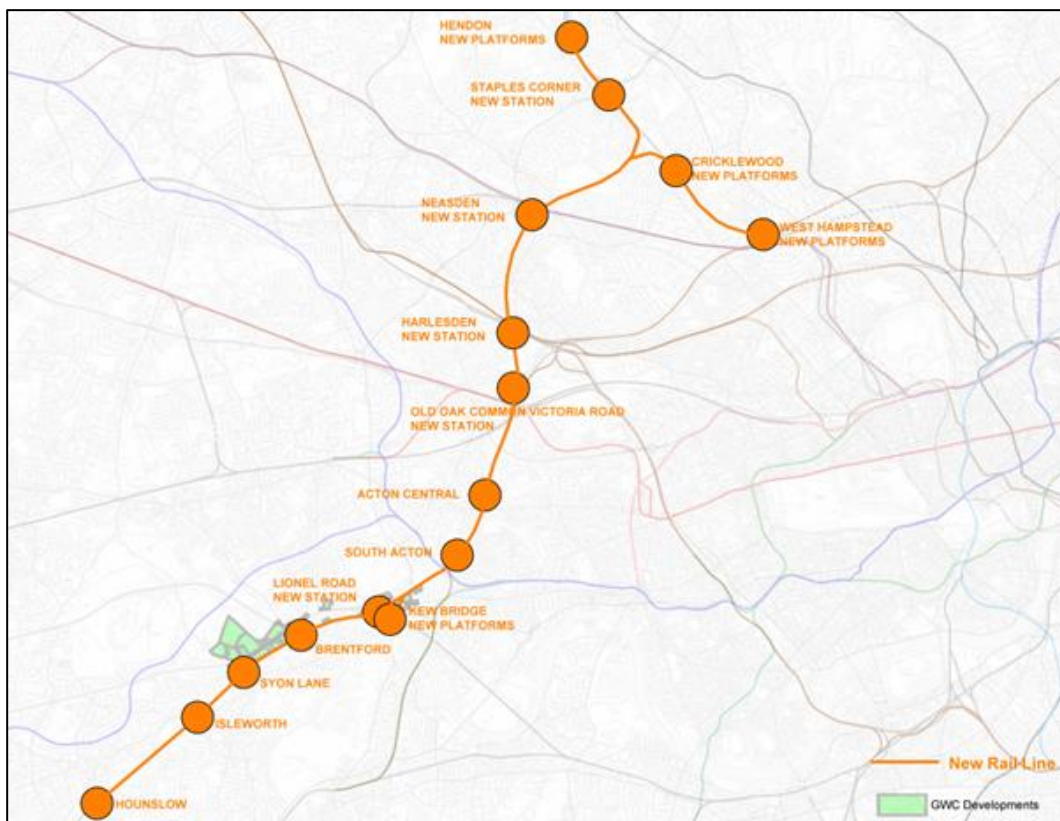 HENDON
NEW PLATFORMS
STAPLES CORNER
NEW STATION
CRICKLEWOOD
NEW PLATFORMS
NEASDEN
NEW STATION
WEST HAMPSTEAD
NEW PLATFORMS
HARLESDEN
NEW STATION
OLD OAK COMMON VICTORIA ROAD
NEW STATION
ACTON CENTRAL
SOUTH ACTON
LIONEL ROAD
NEW STATION
KEW BRIDGE
NEW PLATFORMS
BRENTFORD
SYON LANE
ISLEWORTH
HOUNSLOW
New Rail Line
GWC Developments